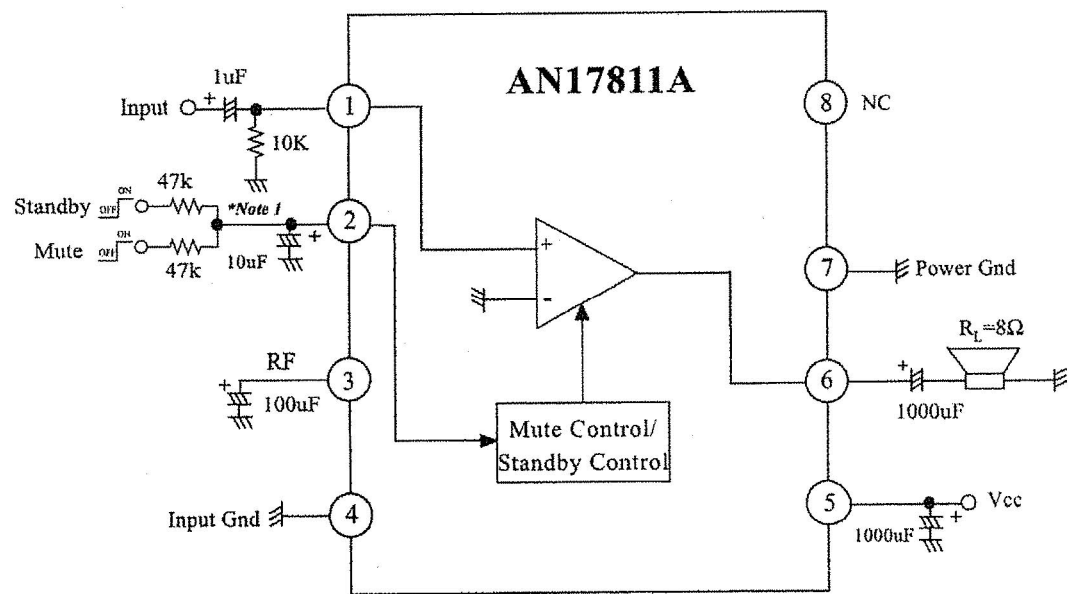 AN17811A
1uF
Input
1
8
NC
10K
47k
Standby
OFF
ON
*Note 1
2
Mute
OFF
ON
47k
10uF
+
+
-
7
Power Gnd
RF
3
+
100uF
R_L=8Ω
6
+
1000uF
Mute Control/
Standby Control
Input Gnd
4
5
Vcc
1000uF
+